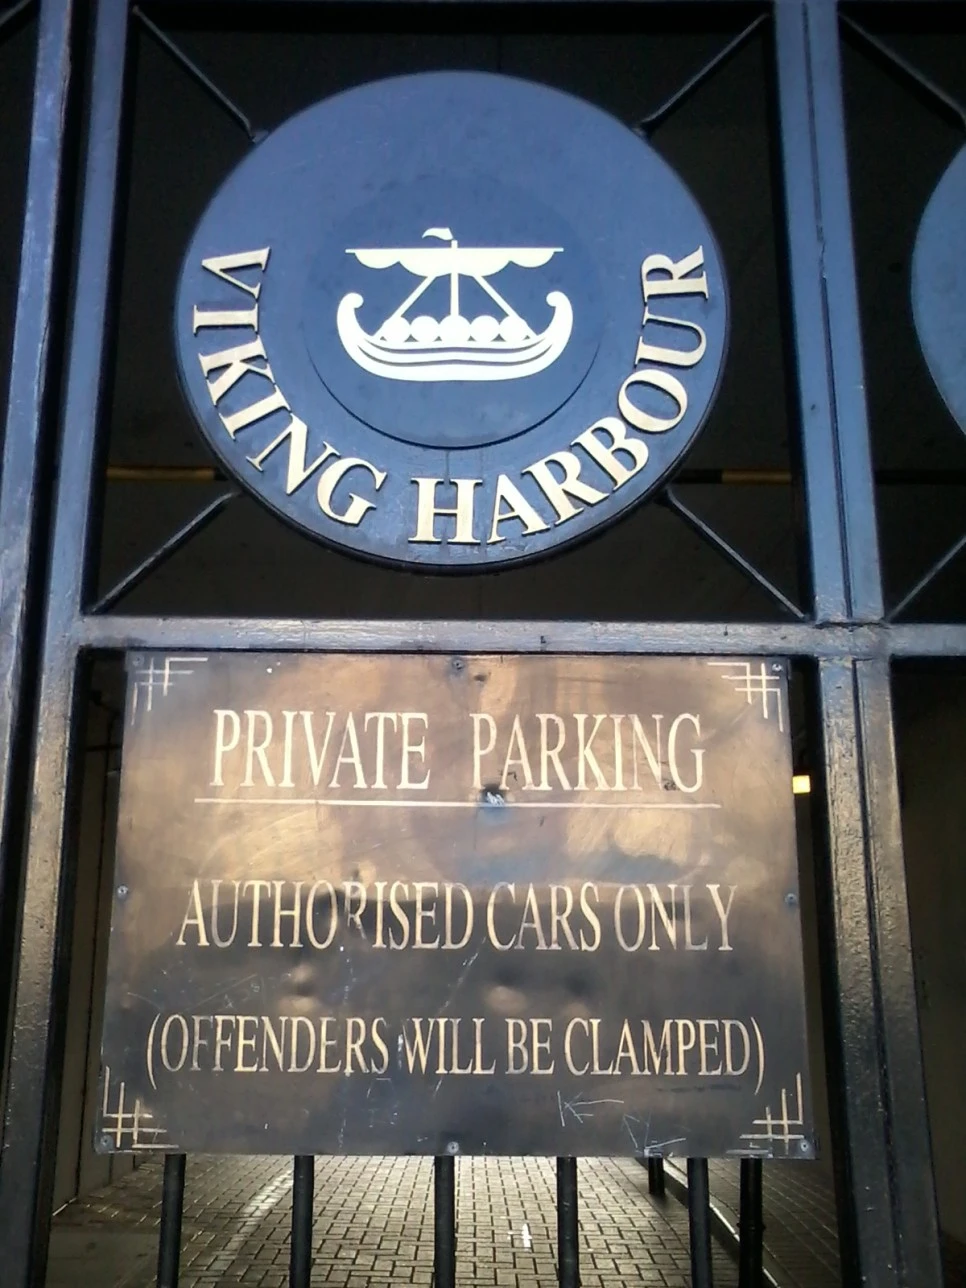 VIKING HARBOUR
PRIVATE PARKING
AUTHORISED CARS ONLY
(OFFENDERS WILL BE CLAMPED)